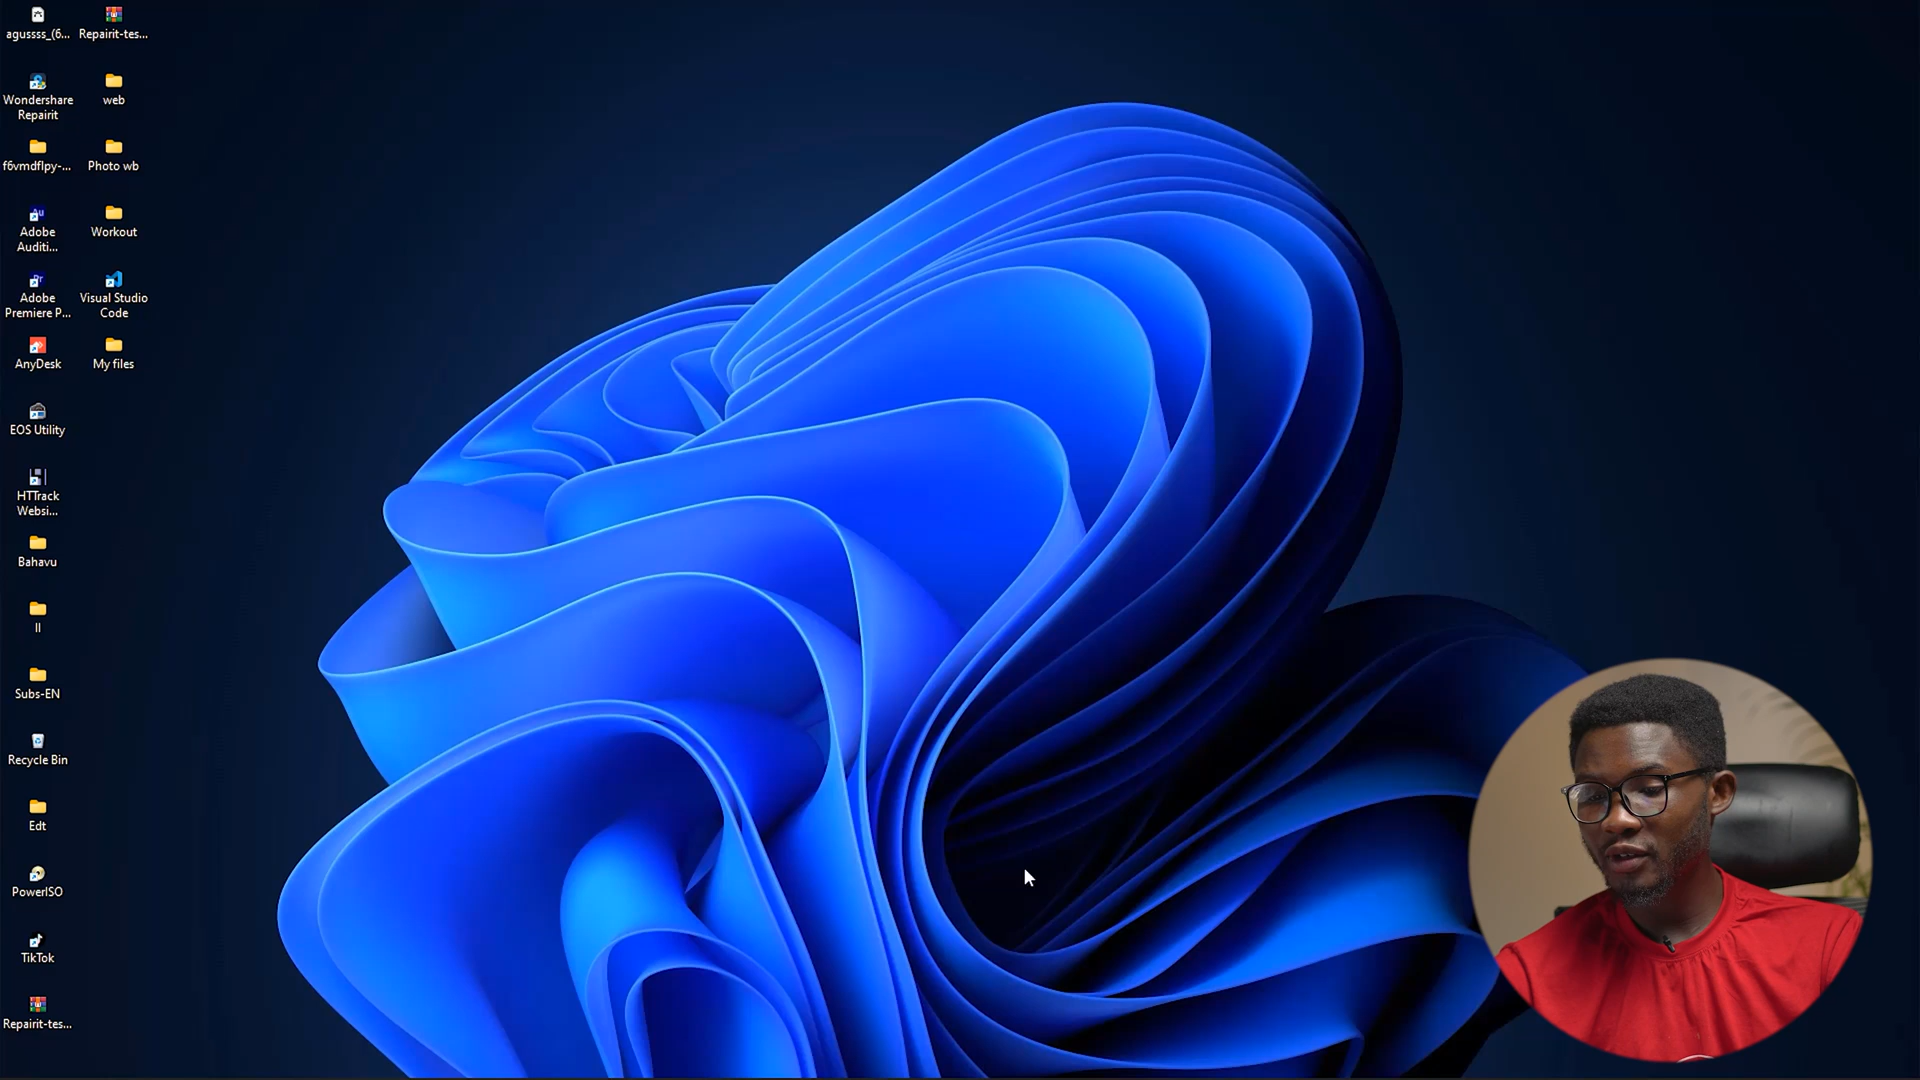 agussss_(6...
Repairit-tes...
Wondershare
Repairit
web
f6vmdflpy-...
Photo wb
Adobe
Auditi...
Workout
Adobe
Premiere P...
Visual Studio
Code
AnyDesk
My files
EOS Utility
HTTrack
Websi...
Bahavu
ll
Subs-EN
Recycle Bin
Edt
PowerISO
TikTok
Repairit-tes...